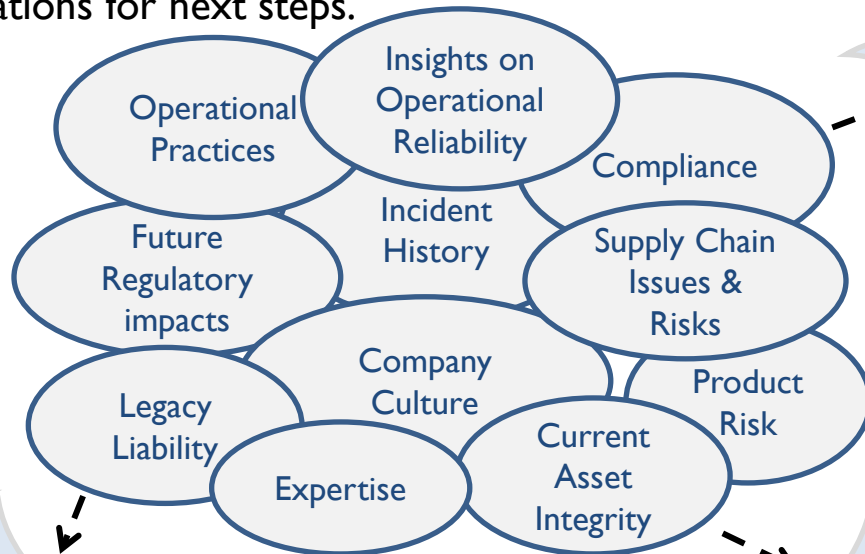 ations for next steps.
Insights on
Operational
Reliability
Operational
Practices
Compliance
Incident
History
Future
Regulatory
impacts
Supply Chain
Issues &
Risks
Company
Culture
Product
Risk
Legacy
Liability
Current
Asset
Integrity
Expertise